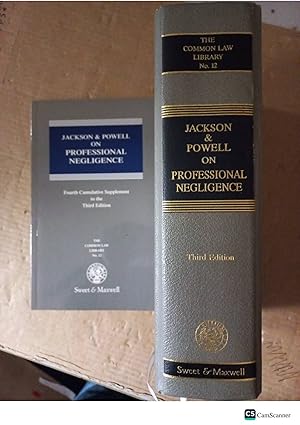 JACKSON & POWELL
ON
PROFESSIONAL
NEGLIGENCE
Fourth Cumulative Supplement
to the
Third Edition
THE
COMMON LAW
LIBRARY
No. 12
Sweet & Maxwell
THE
COMMON LAW
LIBRARY
No. 12
JACKSON
&
POWELL
ON
PROFESSIONAL
NEGLIGENCE
Third Edition
Sweet & Maxwell
CS CamScanner